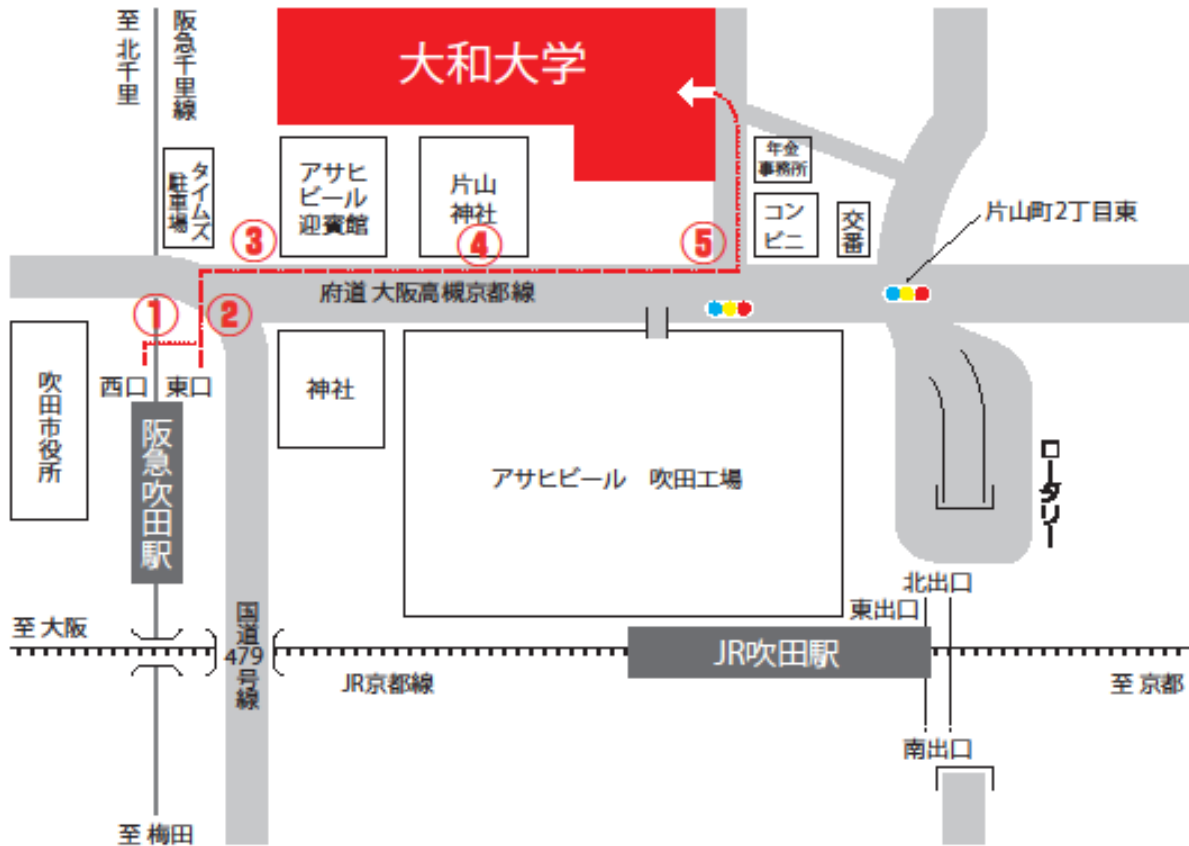 至 北千里
阪急千里線
大和大学
タイムズ
駐車場
アサヒ
ビール
迎賓館
片山
神社
年金
事務所
コン
ビニ
交番
片山町2丁目東
③
④
⑤
府道 大阪高槻京都線
①
②
西口
東口
吹田市役所
神社
阪急吹田駅
アサヒビール 吹田工場
ロータリー
北出口
東出口
至 大阪
国道
479
号線
JR吹田駅
JR京都線
至 京都
南出口
至 梅田